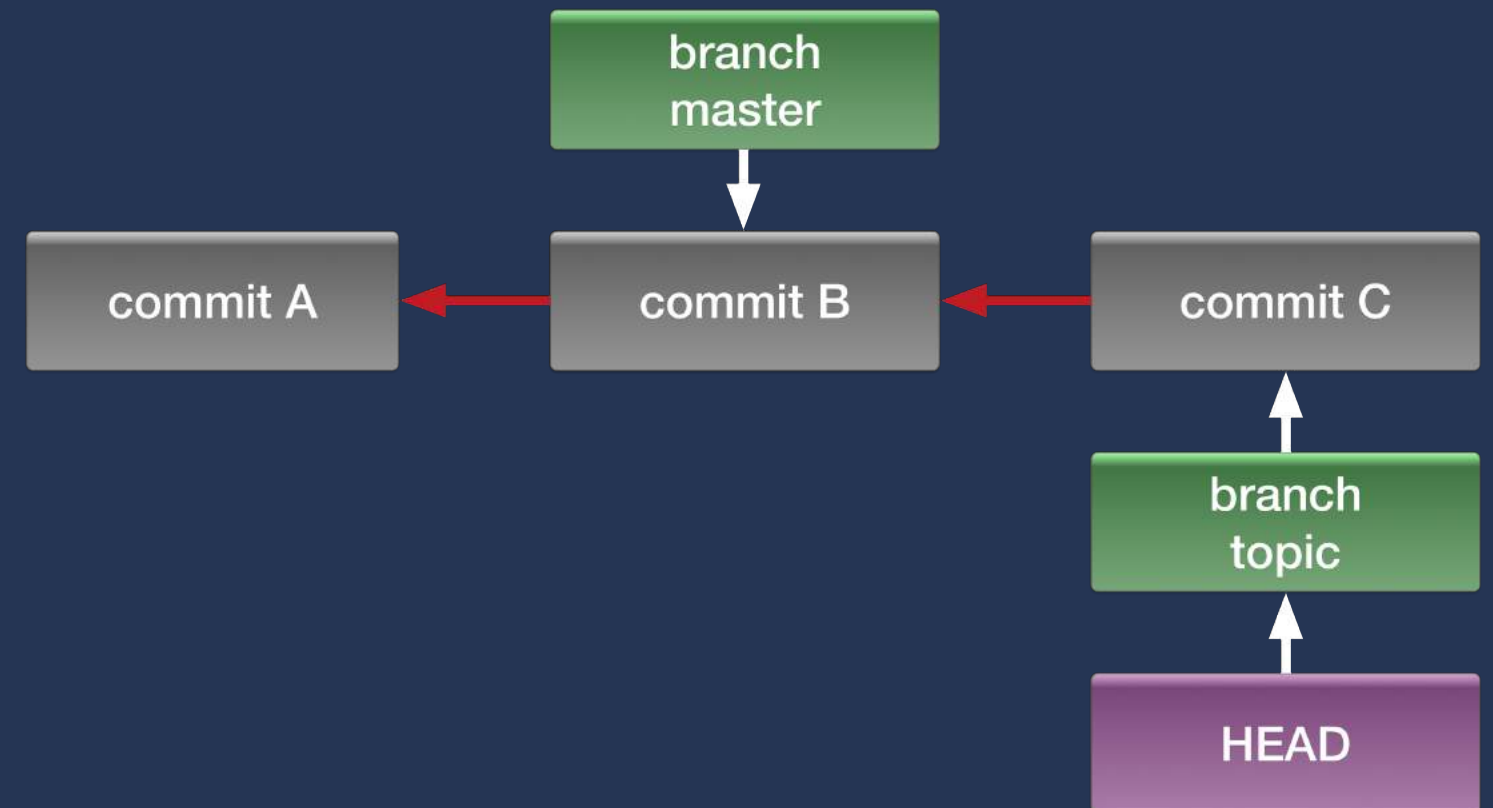 branch
master
commit A
commit B
commit C
branch
topic
HEAD